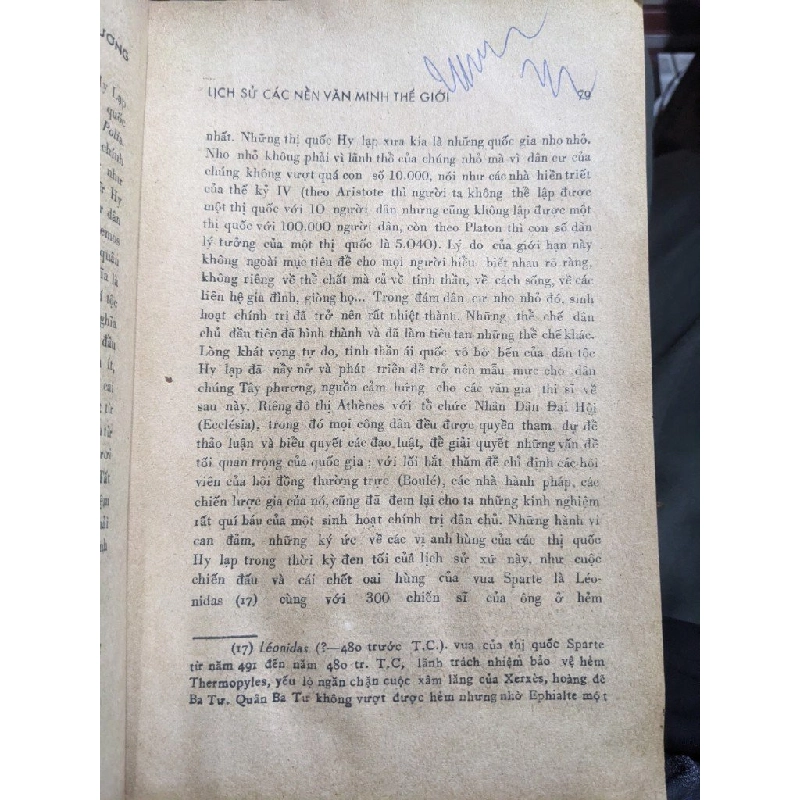 LỊCH SỬ CÁC NỀN VĂN MINH THẾ GIỚI 29
nhất. Những thị quốc Hy lạp xưa kia là những quốc gia nho nhỏ.
Nho nhỏ không phải vì lãnh thổ của chúng nhỏ mà vì dân cư của
chúng không vượt quá con số 10.000, nói như các nhà hiền triết
của thế kỷ IV (theo Aristote thì người ta không thể lập được
một thị quốc với 10 người dân nhưng cũng không lập được một
thị quốc với 100.000 người dân, còn theo Platon thì con số dân
lý tưởng của một thị quốc là 5.040). Lý do của giới hạn này
không ngoài mục tiêu để cho mọi người hiểu biết nhau rõ ràng,
không riêng về thể chất mà cả về tinh thần, về cách sống, về các
liên hệ gia đình, giòng họ... Trong đám dân cư nho nhỏ đó, sinh
hoạt chính trị đã trở nên rất nhiệt thành. Những thể chế dân
chủ đầu tiên đã hình thành và đã làm tiêu tan những thể chế khác.
Lòng khát vọng tự do, tinh thần ái quốc vô bờ bến của dân tộc
Hy lạp đã nẩy nở và phát triển để trở nên mẫu mực cho dân
chúng Tây phương, nguồn cảm hứng cho các văn gia thi sĩ về
sau này. Riêng đô thị Athènes với tổ chức Nhân Dân Đại Hội
(Ecclésia), trong đó mọi công dân đều được quyền tham dự để
thảo luận và biểu quyết các đạo luật, để giải quyết những vấn đề
tối quan trọng của quốc gia ; với lối bắt thăm để chỉ định các hội
viên của hội đồng thường trực (Boulé), các nhà hành pháp, các
chiến lược gia của nó, cũng đã đem lại cho ta những kinh nghiệm
rất quí báu của một sinh hoạt chính trị dân chủ. Những hành vi
can đảm, những ký ức về các vị anh hùng của các thị quốc
Hy lạp trong thời kỳ đen tối của lịch sử xứ này, như cuộc
chiến đấu và cái chết oai hùng của vua Sparte là Léo-
nidas (17) cùng với 300 chiến sĩ của ông ở hẻm
(17) Léonidas (?—480 trước T.C.). vua của thị quốc Sparte
từ năm 491 đến năm 480 tr. T.C, lãnh trách nhiệm bảo vệ hẻm
Thermopyles, yếu lộ ngăn chặn cuộc xâm lăng của Xerxès, hoàng đế
Ba Tư. Quân Ba Tư không vượt được hẻm nhưng nhờ Ephialte một